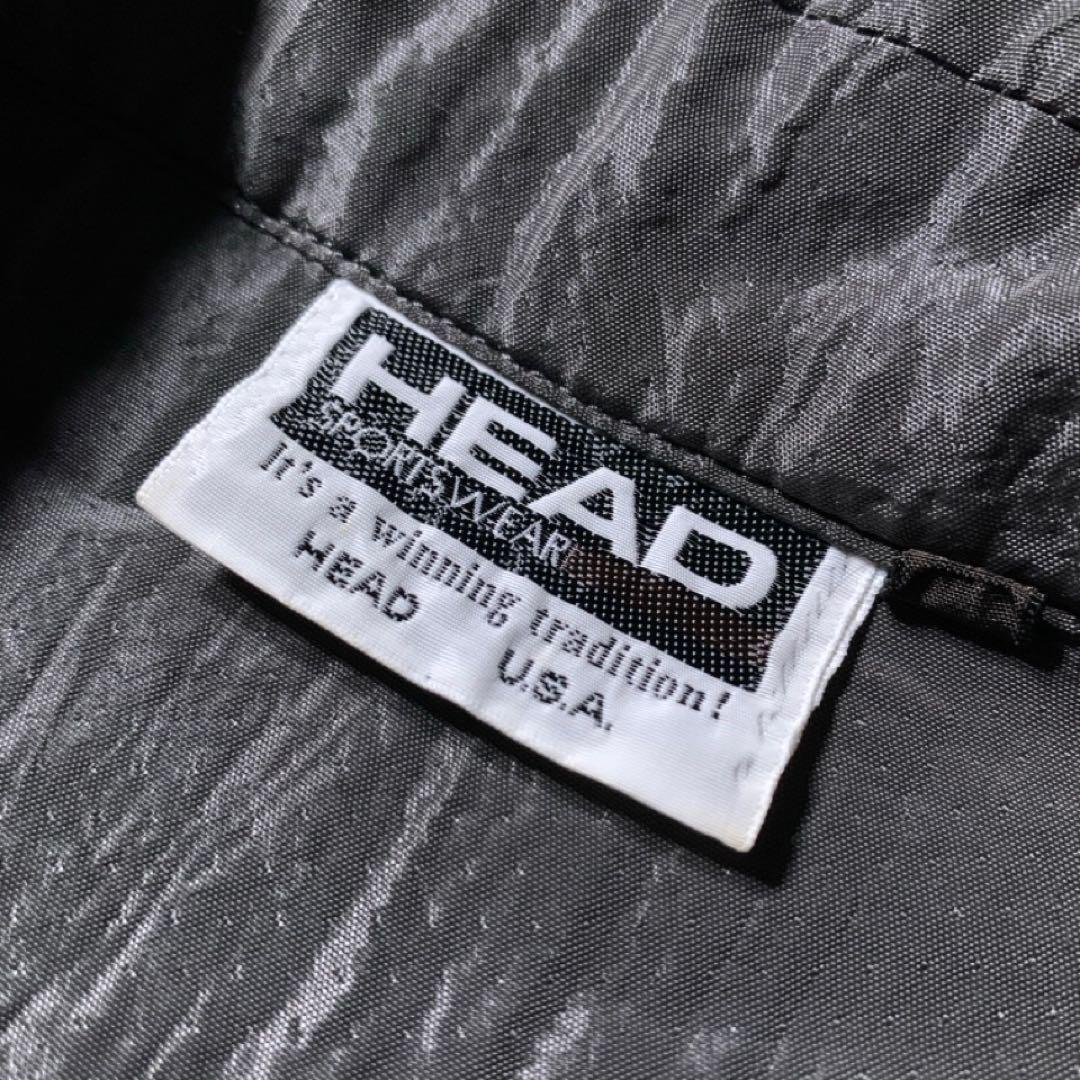 HEAD
SPORTSWEAR
It's a winning tradition!
HEAD U.S.A.